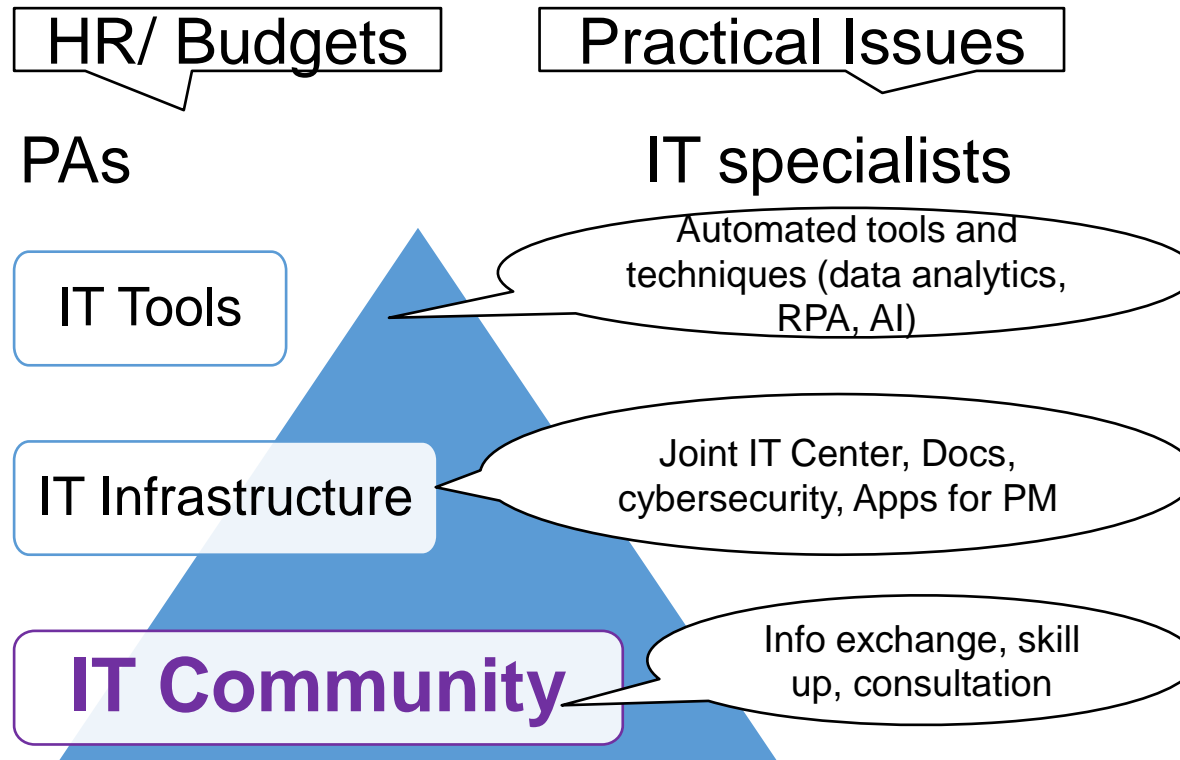 HR/ Budgets
Practical Issues
PAs
IT specialists
IT Tools
Automated tools and
techniques (data analytics,
RPA, AI)
IT Infrastructure
Joint IT Center, Docs,
cybersecurity, Apps for PM
IT Community
Info exchange, skill
up, consultation